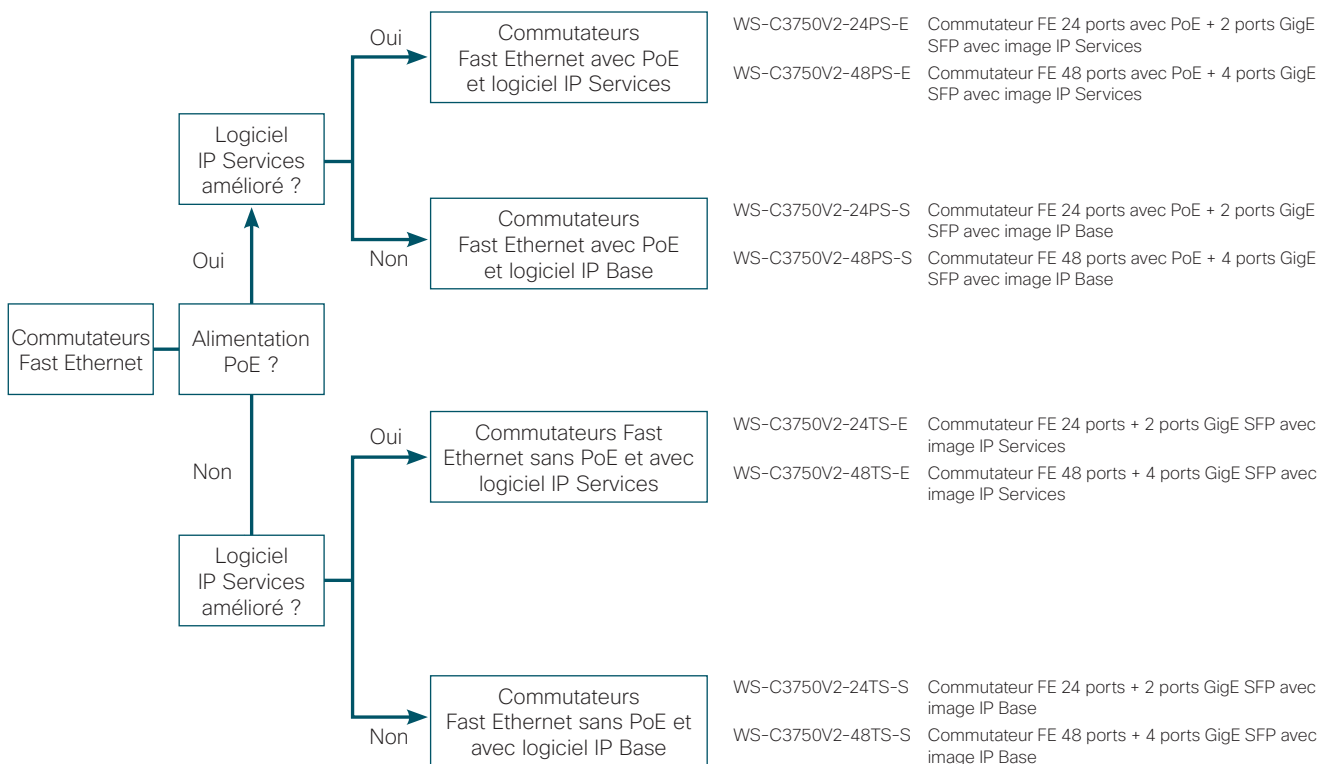 Oui
Commutateurs
Fast Ethernet avec PoE
et logiciel IP Services
WS-C3750V2-24PS-E Commutateur FE 24 ports avec PoE + 2 ports GigE
SFP avec image IP Services
WS-C3750V2-48PS-E Commutateur FE 48 ports avec PoE + 4 ports GigE
SFP avec image IP Services
Logiciel
IP Services
amélioré ?
Non
Commutateurs
Fast Ethernet avec PoE
et logiciel IP Base
WS-C3750V2-24PS-S Commutateur FE 24 ports avec PoE + 2 ports GigE
SFP avec image IP Base
WS-C3750V2-48PS-S Commutateur FE 48 ports avec PoE + 4 ports GigE
SFP avec image IP Base
Oui
Commutateurs
Fast Ethernet
Alimentation
PoE ?
Non
Oui
Commutateurs Fast
Ethernet sans PoE et avec
logiciel IP Services
WS-C3750V2-24TS-E Commutateur FE 24 ports + 2 ports GigE SFP avec
image IP Services
WS-C3750V2-48TS-E Commutateur FE 48 ports + 4 ports GigE SFP avec
image IP Services
Logiciel
IP Services
amélioré ?
Non
Commutateurs
Fast Ethernet sans PoE et
avec logiciel IP Base
WS-C3750V2-24TS-S Commutateur FE 24 ports + 2 ports GigE SFP avec
image IP Base
WS-C3750V2-48TS-S Commutateur FE 48 ports + 4 ports GigE SFP avec
image IP Base